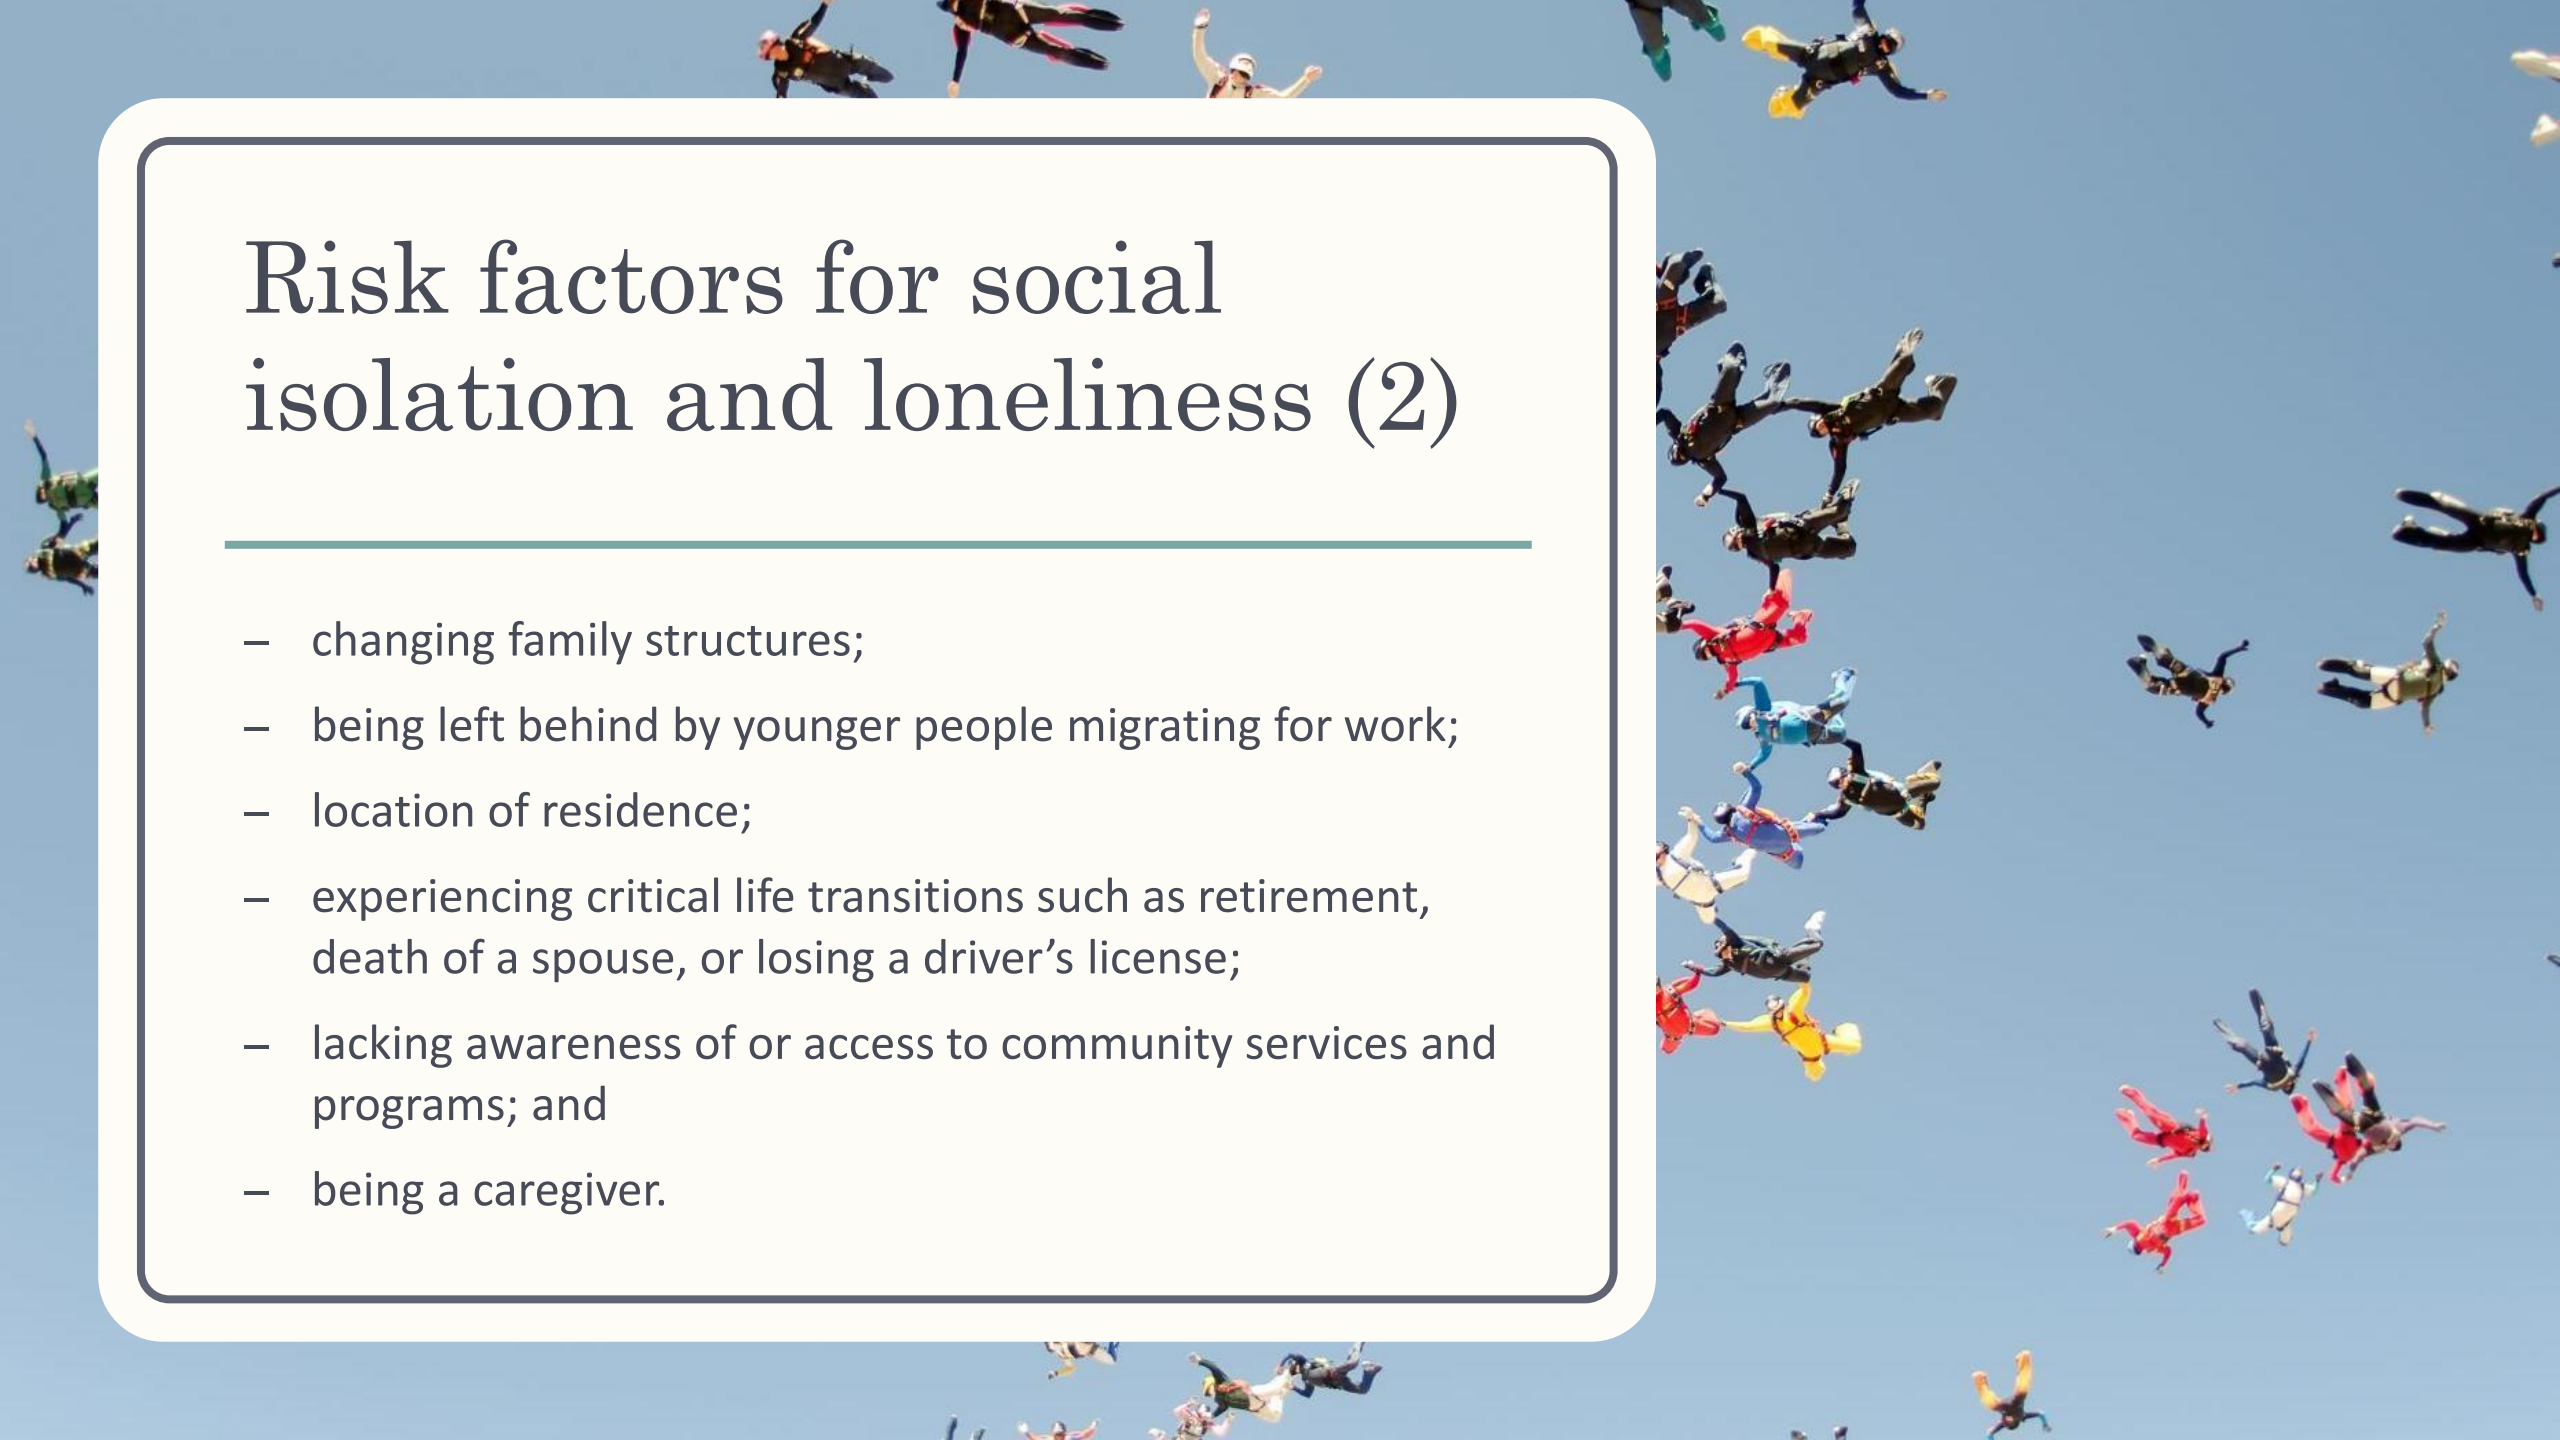 Risk factors for social
isolation and loneliness (2)
– changing family structures;
– being left behind by younger people migrating for work;
– location of residence;
– experiencing critical life transitions such as retirement,
death of a spouse, or losing a driver’s license;
– lacking awareness of or access to community services and
programs; and
– being a caregiver.